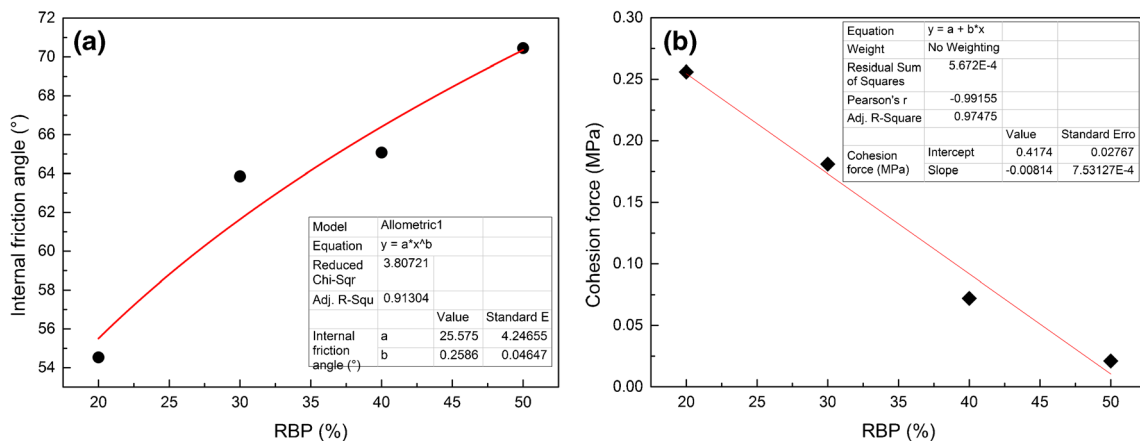 (a)
Internal friction angle (°)
72
70
68
66
64
62
60
58
56
54
20 25 30 35 40 45 50
RBP (%)
Model Allometric1
Equation y = a*x^b
Reduced 3.80721
Chi-Sqr
Adj. R-Squ 0.91304
Value Standard E
Internal a 25.575 4.24655
friction
angle (°) b 0.2586 0.04647
(b)
Cohesion force (MPa)
0.30
0.25
0.20
0.15
0.10
0.05
0.00
20 25 30 35 40 45 50
RBP (%)
Equation y = a + b*x
Weight No Weighting
Residual Sum 5.672E-4
of Squares
Pearson's r -0.99155
Adj. R-Square 0.97475
Value Standard Erro
Cohesion Intercept 0.4174 0.02767
force (MPa) Slope -0.00814 7.53127E-4